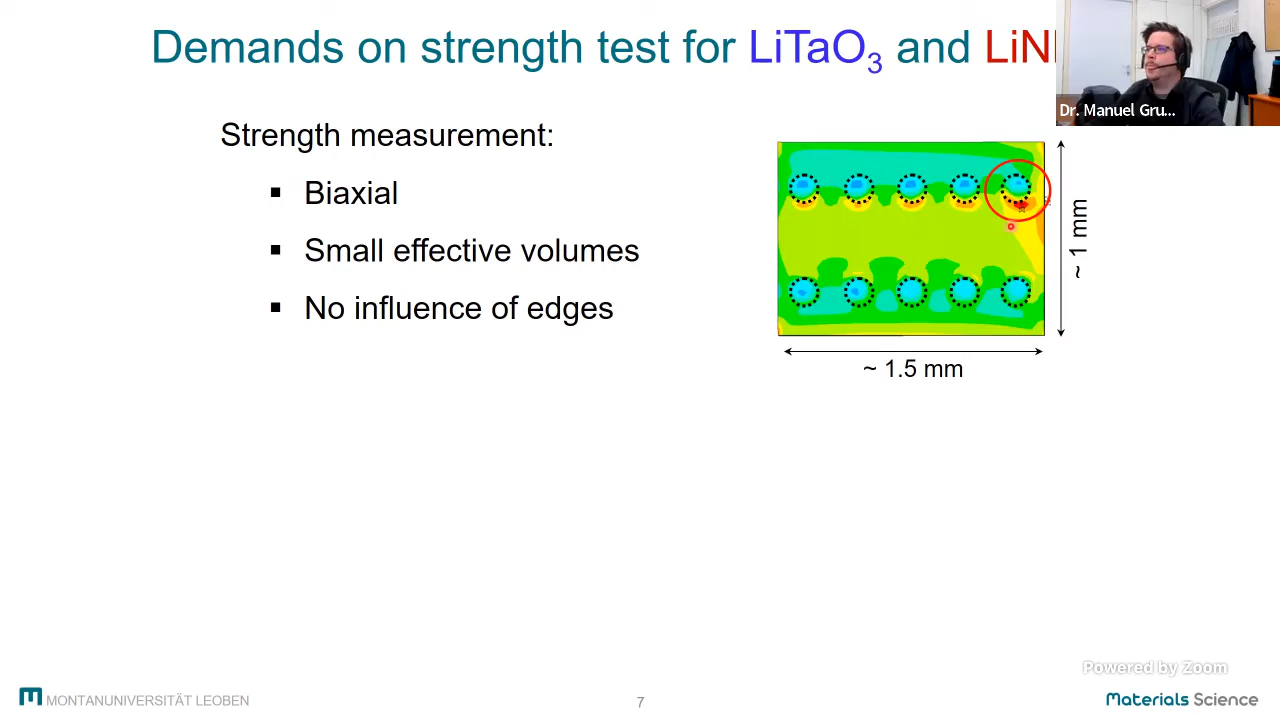 Demands on strength test for LiTaO₃ and LiN
Dr. Manuel Gru...
Strength measurement:
▪ Biaxial
▪ Small effective volumes
▪ No influence of edges
~ 1 mm
~ 1.5 mm
Powered by Zoom
MONTANUNIVERSITÄT LEOBEN
7
Materials Science